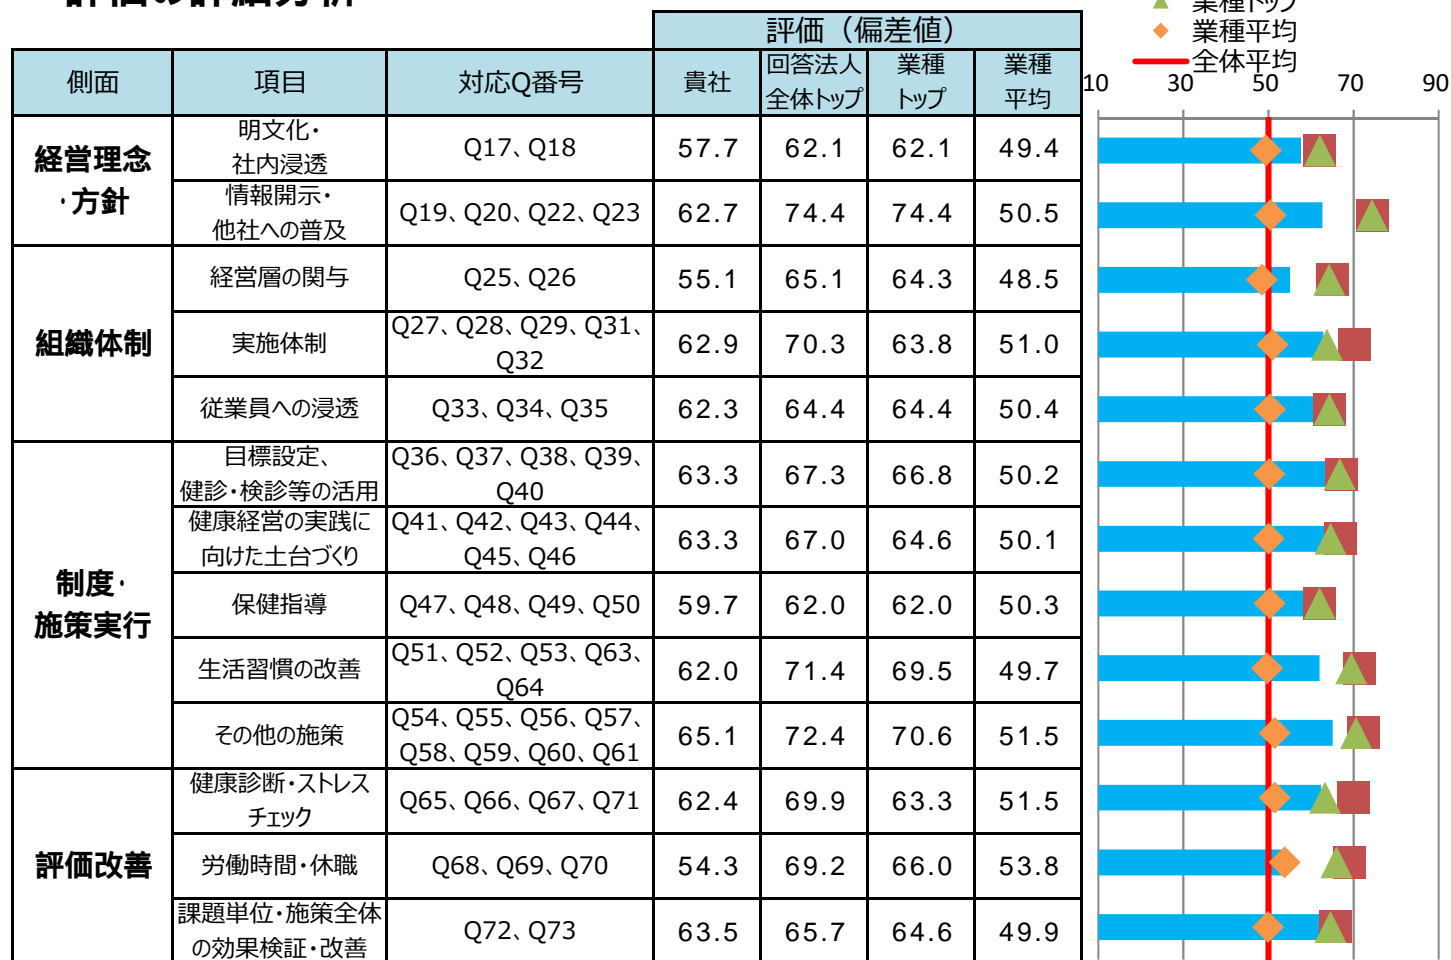 評価の詳細分析
業種トップ
業種平均
全体平均
評価（偏差値）
側面 項目 対応Q番号 貴社 回答法人 業種 業種
全体トップ トップ 平均
10 30 50 70 90
経営理念
・方針
明文化・
社内浸透
Q17、Q18 57.7 62.1 62.1 49.4
情報開示・
他社への普及
Q19、Q20、Q22、Q23 62.7 74.4 74.4 50.5
組織体制
経営層の関与 Q25、Q26 55.1 65.1 64.3 48.5
実施体制
Q27、Q28、Q29、Q31、
Q32
62.9 70.3 63.8 51.0
従業員への浸透 Q33、Q34、Q35 62.3 64.4 64.4 50.4
制度・
施策実行
目標設定、
健診・検診等の活用
Q36、Q37、Q38、Q39、
Q40
63.3 67.3 66.8 50.2
健康経営の実践に
向けた土台づくり
Q41、Q42、Q43、Q44、
Q45、Q46
63.3 67.0 64.6 50.1
保健指導 Q47、Q48、Q49、Q50 59.7 62.0 62.0 50.3
生活習慣の改善
Q51、Q52、Q53、Q63、
Q64
62.0 71.4 69.5 49.7
その他の施策
Q54、Q55、Q56、Q57、
Q58、Q59、Q60、Q61
65.1 72.4 70.6 51.5
評価改善
健康診断・ストレス
チェック
Q65、Q66、Q67、Q71 62.4 69.9 63.3 51.5
労働時間・休職 Q68、Q69、Q70 54.3 69.2 66.0 53.8
課題単位・施策全体
の効果検証・改善
Q72、Q73 63.5 65.7 64.6 49.9